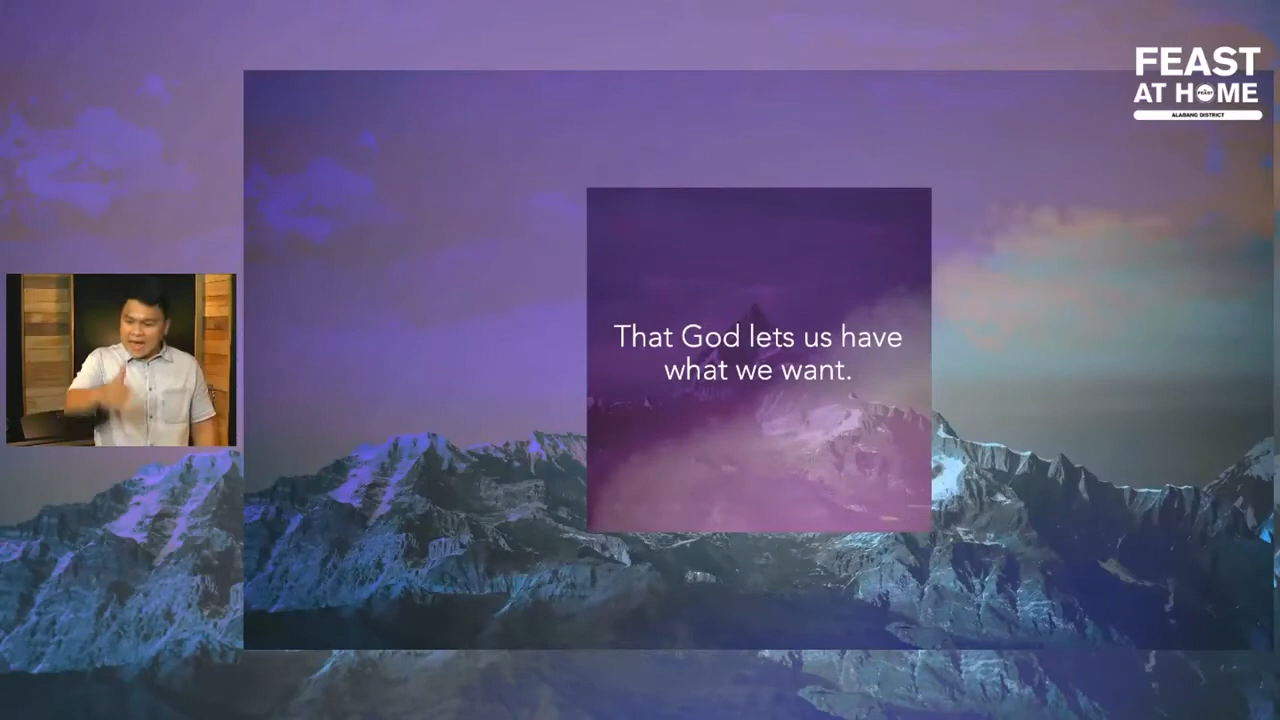 FEAST
AT HOME
ALABANG DISTRICT
That God lets us have
what we want.